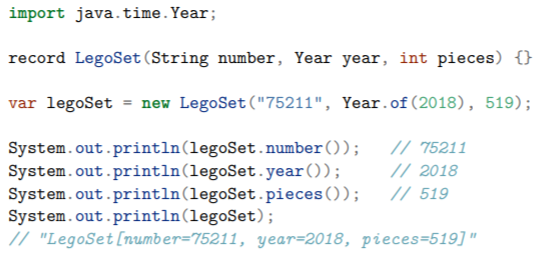 import java.time.Year;
record LegoSet(String number, Year year, int pieces) {}
var legoSet = new LegoSet("75211", Year.of(2018), 519);
System.out.println(legoSet.number());   // 75211
System.out.println(legoSet.year());     // 2018
System.out.println(legoSet.pieces());   // 519
System.out.println(legoSet);
// "LegoSet[number=75211, year=2018, pieces=519]"